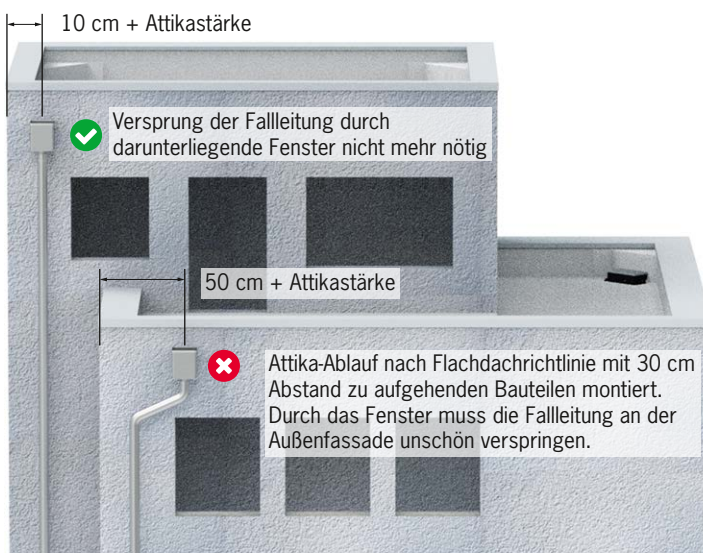 10 cm + Attikastärke
Versprung der Fallleitung durch
darunterliegende Fenster nicht mehr nötig
50 cm + Attikastärke
Attika-Ablauf nach Flachdachrichtlinie mit 30 cm
Abstand zu aufgehenden Bauteilen montiert.
Durch das Fenster muss die Fallleitung an der
Außenfassade unschön verspringen.